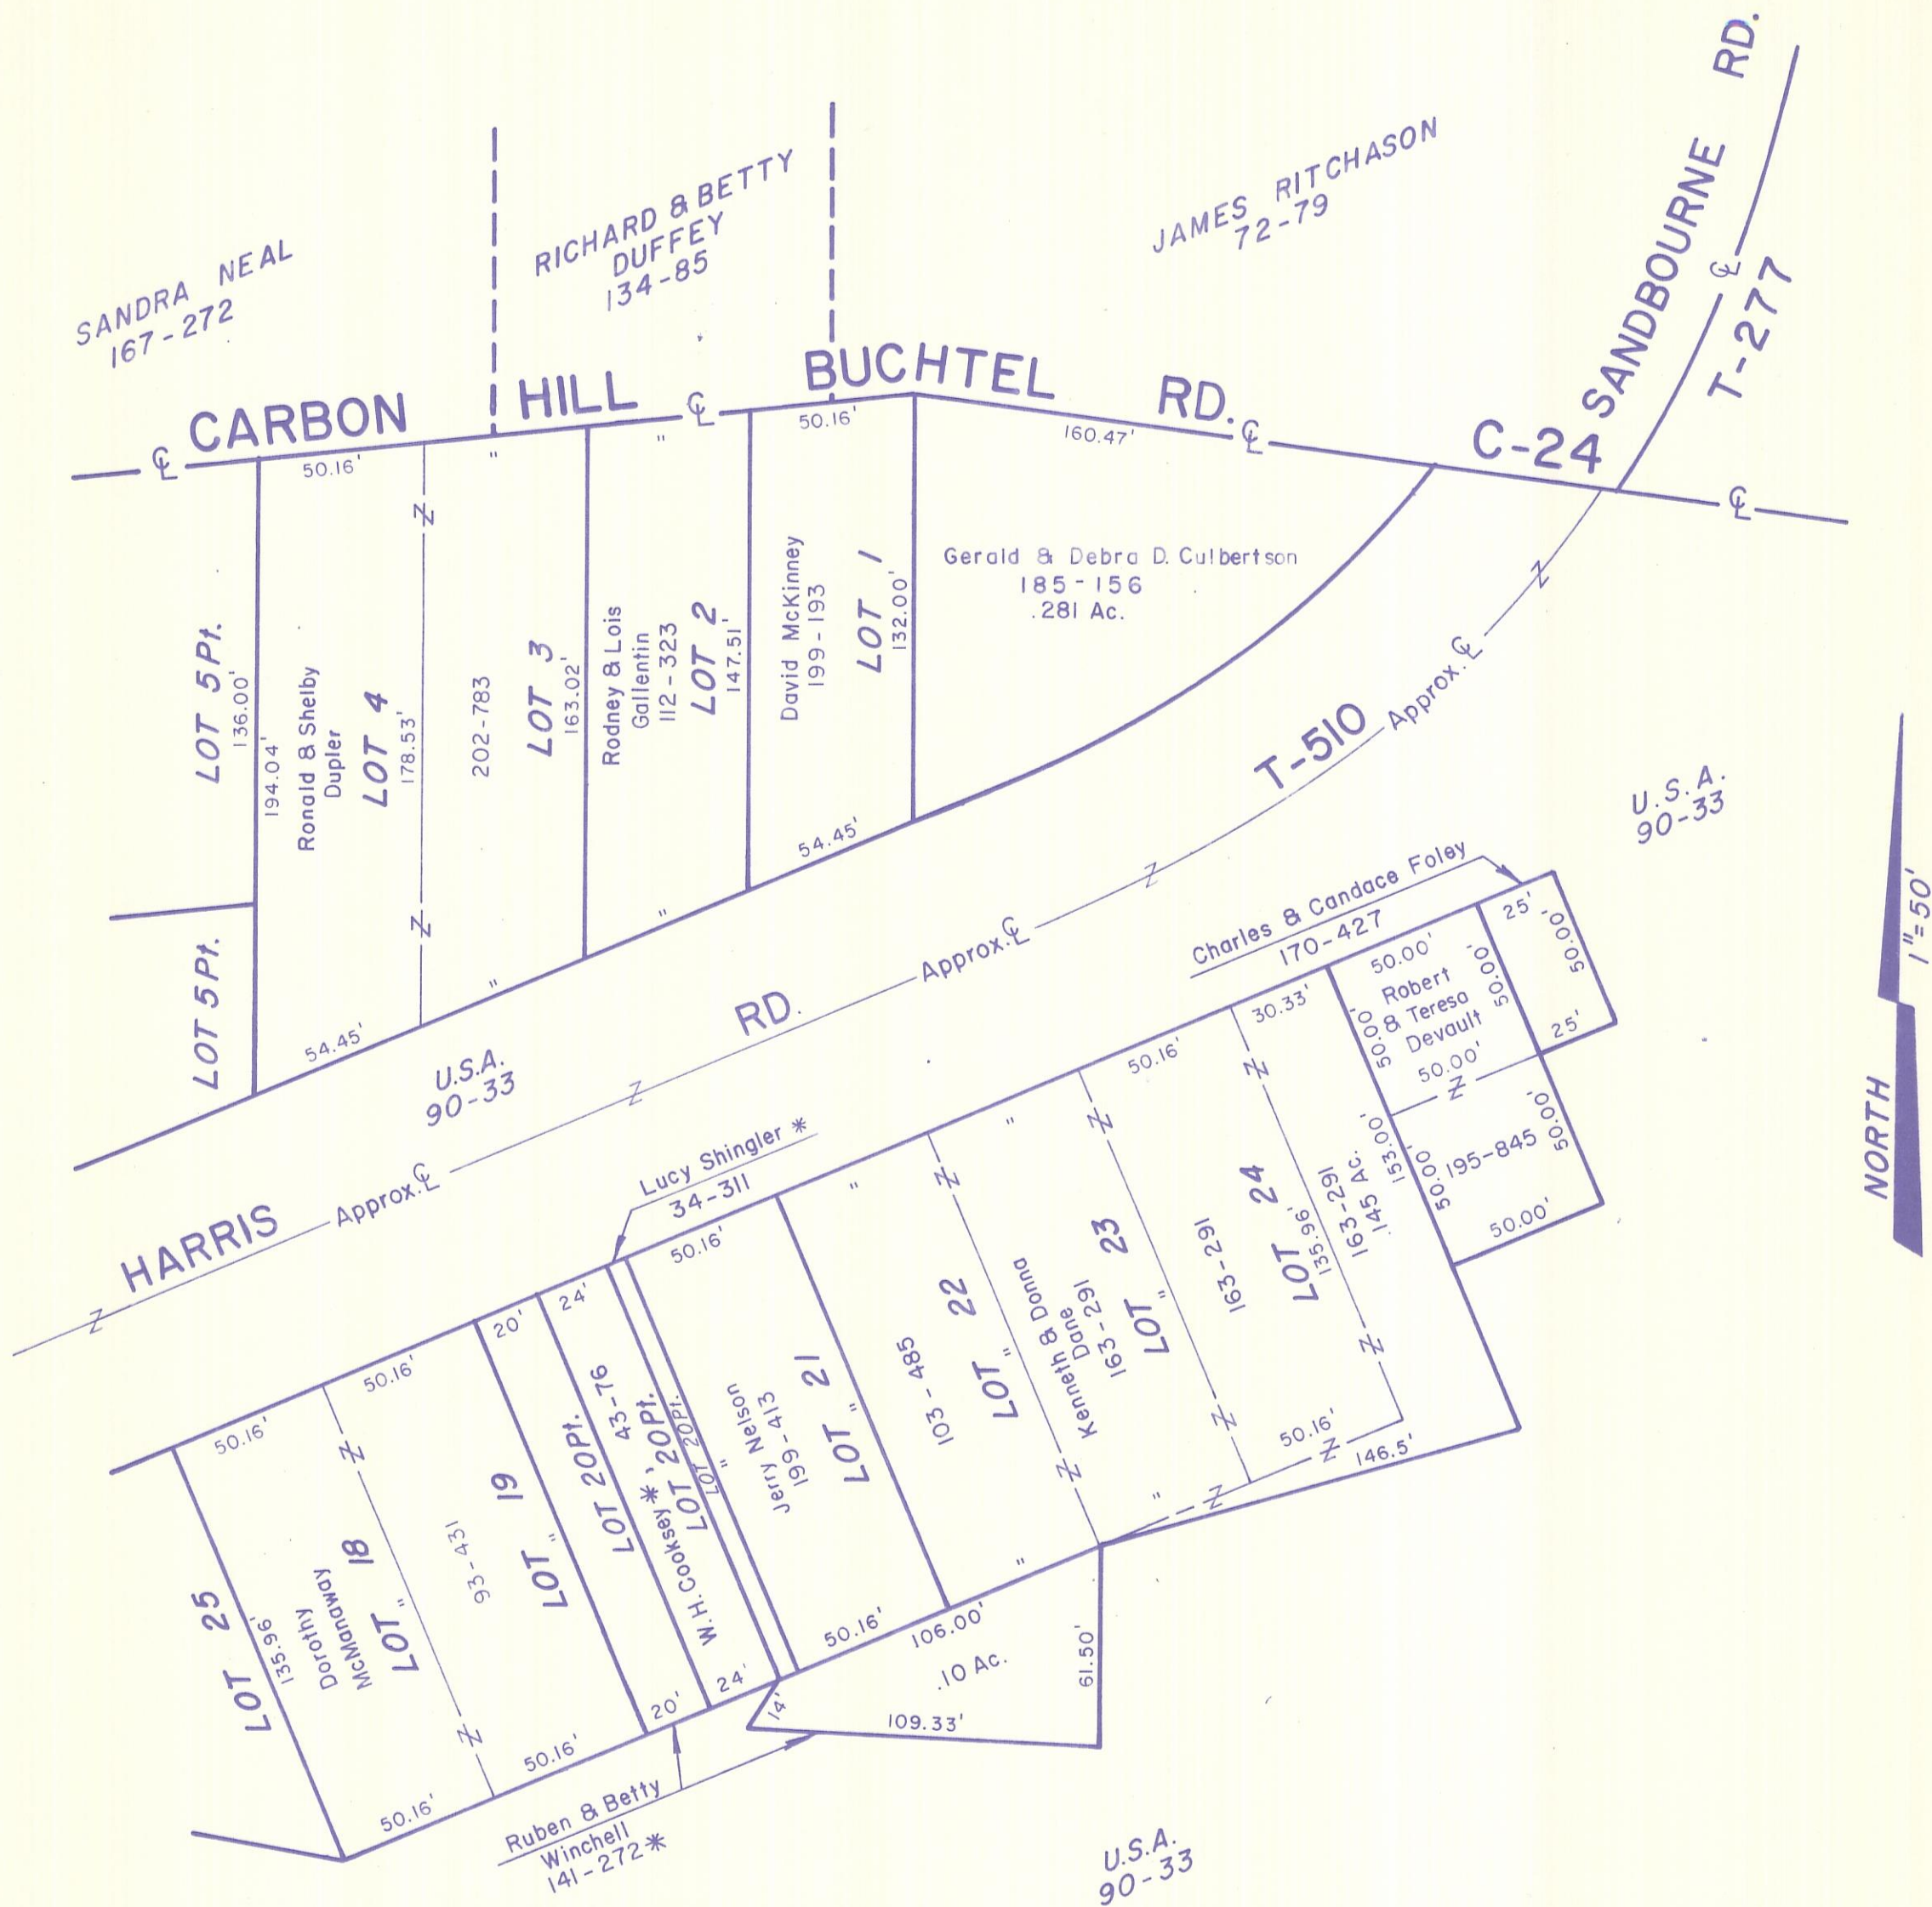 SANDBOURNE RD.
T-277
℄
SANDRA NEAL
167-272
RICHARD & BETTY
DUFFEY
134-85
JAMES RITCHASON
72-79
℄ CARBON HILL ℄ BUCHTEL RD. ℄ C-24 ℄
50.16'
"
"
50.16'
160.47'
LOT 5 Pt.
136.00'
194.04'
Ronald & Shelby
Dupler
LOT 4
178.53'
202-783
LOT 3
163.02'
Rodney & Lois
Gallentin
112-323
LOT 2
147.51'
David McKinney
199-193
LOT 1
132.00'
Gerald & Debra D. Culbertson
185-156
.281 Ac.
LOT 5 Pt.
54.45'
"
"
54.45'
U.S.A.
90-33
HARRIS Approx. ℄ RD. Approx. ℄ T-510 Approx. ℄
U.S.A.
90-33
NORTH 1"=50'
Charles & Candace Foley
170-427
25'
50.00'
25'
50.00'
Robert
& Teresa
Devault
50.00'
50.00'
50.00'
195-845
50.00'
50.00'
50.00'
Lucy Shingler *
34-311
50.16'
50.16'
20'
24'
50.16'
"
"
50.16'
30.33'
LOT 25
135.96'
Dorothy
McManaway
LOT 18
"
93-431
LOT 19
"
LOT 20 Pt.
43-76
W. H. Cooksey *,
LOT 20 Pt.
LOT 20 Pt.
"
Jerry Nelson
199-413
LOT 21
"
103-485
LOT 22
"
Kenneth & Donna
Dane
163-291
LOT 23
"
163-291
LOT 24
135.96'
163-291
.145 Ac.
153.00'
50.16'
146.5'
"
"
50.16'
50.16'
50.16'
20'
24'
14'
106.00'
.10 Ac.
61.50'
109.33'
Ruben & Betty
Winchell
141-272 *
U.S.A.
90-33